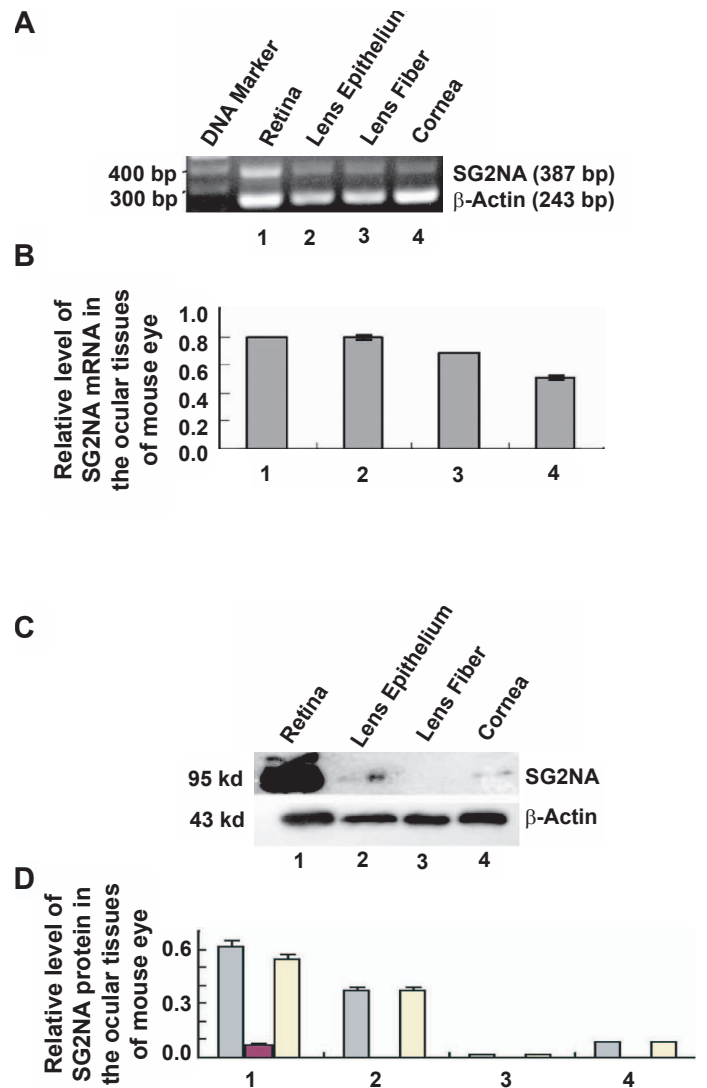 A
DNA Marker
Retina
Lens Epithelium
Lens Fiber
Cornea
400 bp
SG2NA (387 bp)
300 bp
β-Actin (243 bp)
1 2 3 4
B
Relative level of
SG2NA mRNA in
the ocular tissues
of mouse eye
1.0
0.8
0.6
0.4
0.2
0.0
1 2 3 4
C
Retina
Lens Epithelium
Lens Fiber
Cornea
95 kd
SG2NA
43 kd
β-Actin
1 2 3 4
D
Relative level of
SG2NA protein in
the ocular tissues
of mouse eye
0.6
0.3
0.0
1 2 3 4